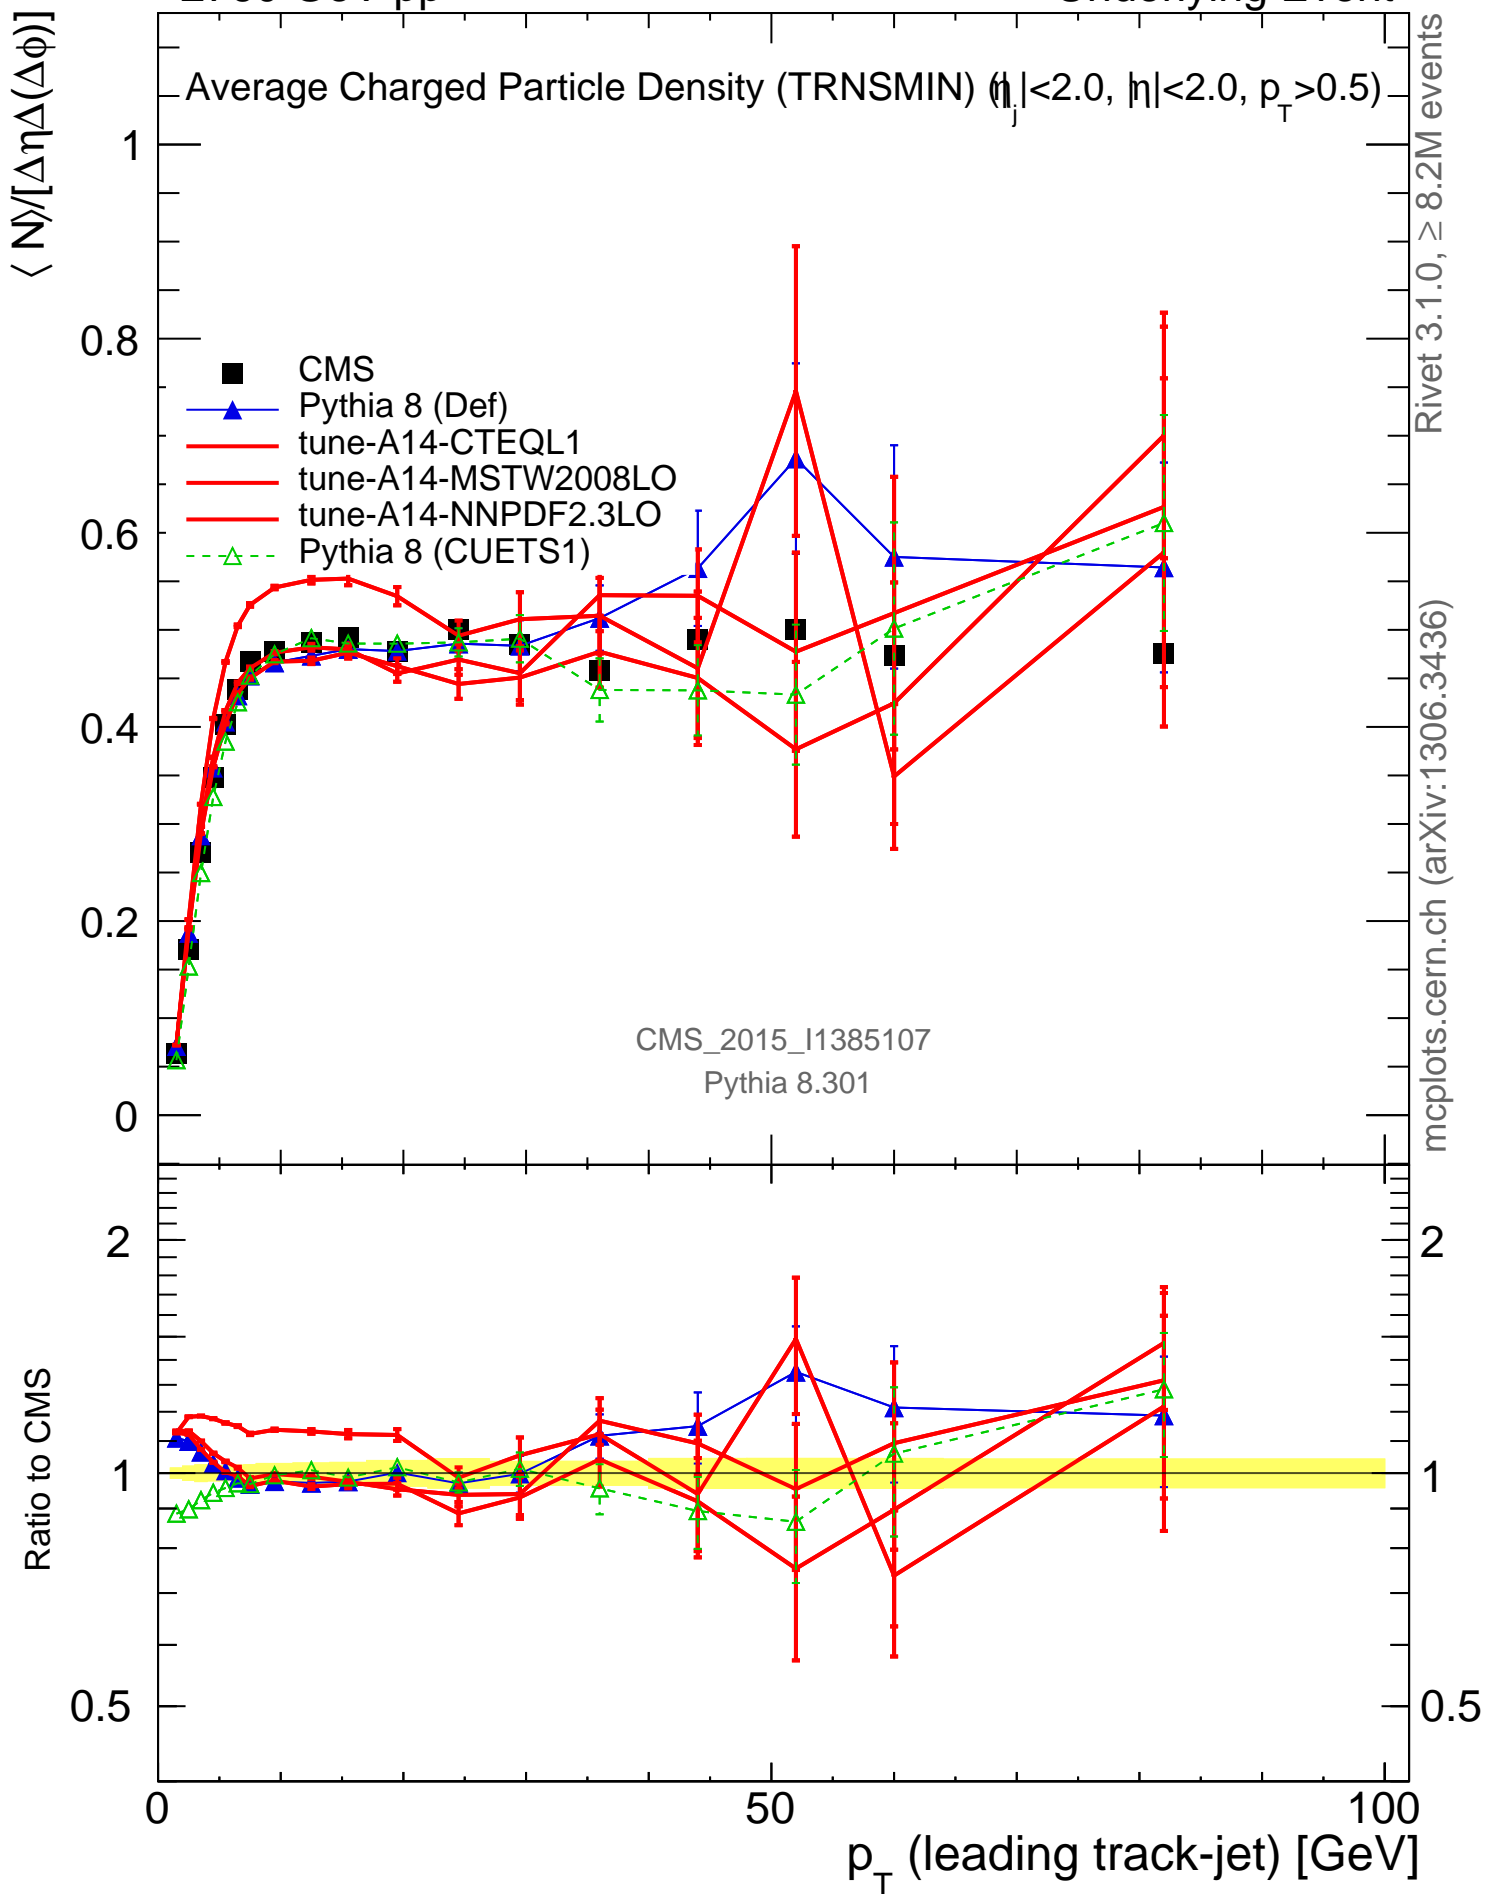 ⟨ N⟩/[ΔηΔ(Δϕ)]
Average Charged Particle Density (TRNSMIN) (|η_j|<2.0, |η|<2.0, p_T>0.5)
1
0.8
0.6
0.4
0.2
0
CMS
Pythia 8 (Def)
tune-A14-CTEQL1
tune-A14-MSTW2008LO
tune-A14-NNPDF2.3LO
Pythia 8 (CUETS1)
CMS_2015_I1385107
Pythia 8.301
Rivet 3.1.0, ≥ 8.2M events
mcplots.cern.ch (arXiv:1306.3436)
Ratio to CMS
2
1
0.5
2
1
0.5
0
50
100
p_T (leading track-jet) [GeV]